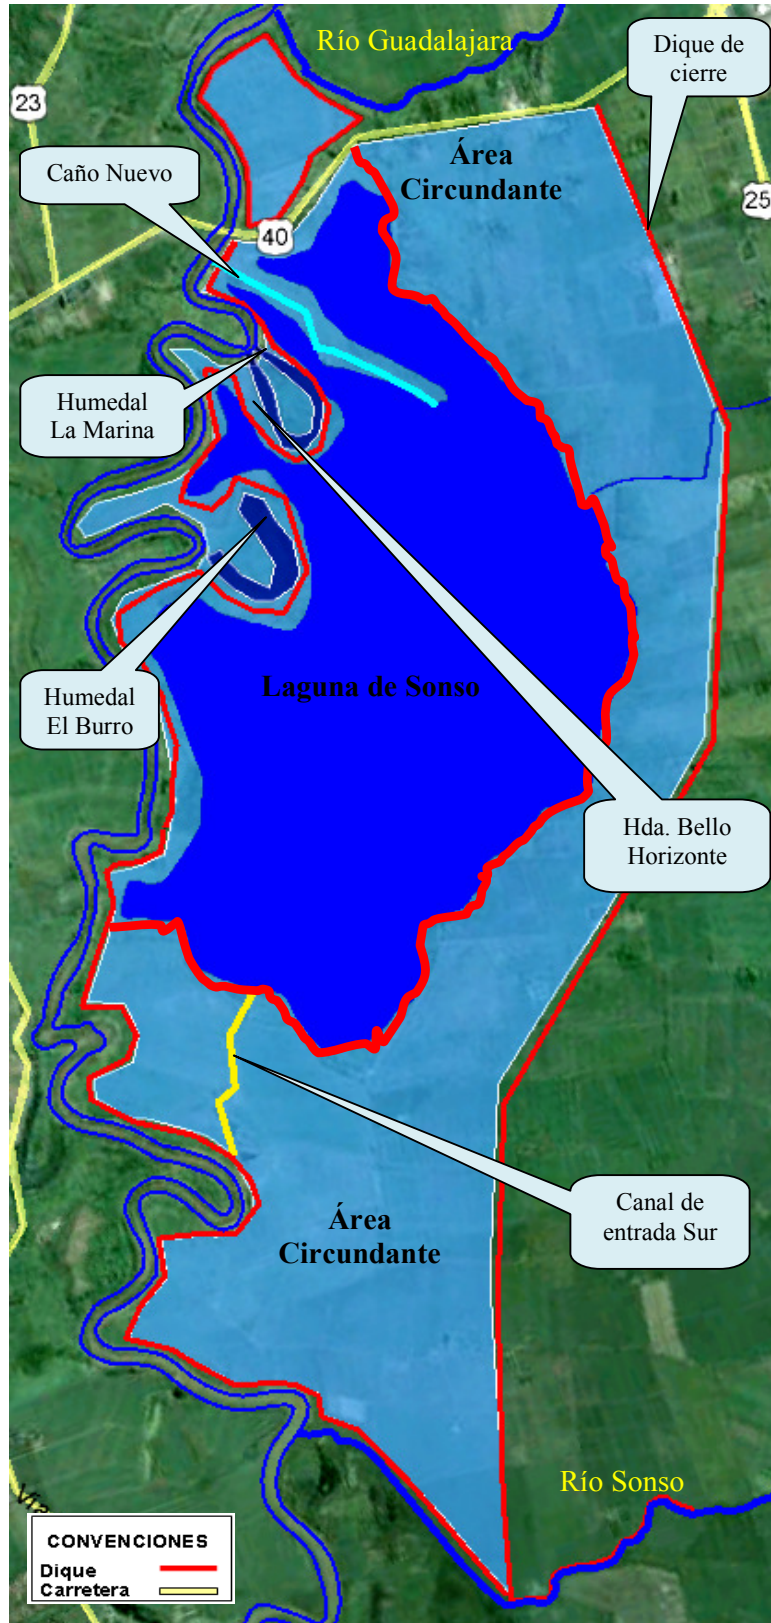 Río Guadalajara
Dique de
cierre
23
Área
Circundante
Caño Nuevo
25
40
Humedal
La Marina
Humedal
El Burro
Laguna de Sonso
Hda. Bello
Horizonte
Canal de
entrada Sur
Área
Circundante
Río Sonso
CONVENCIONES
Dique
Carretera